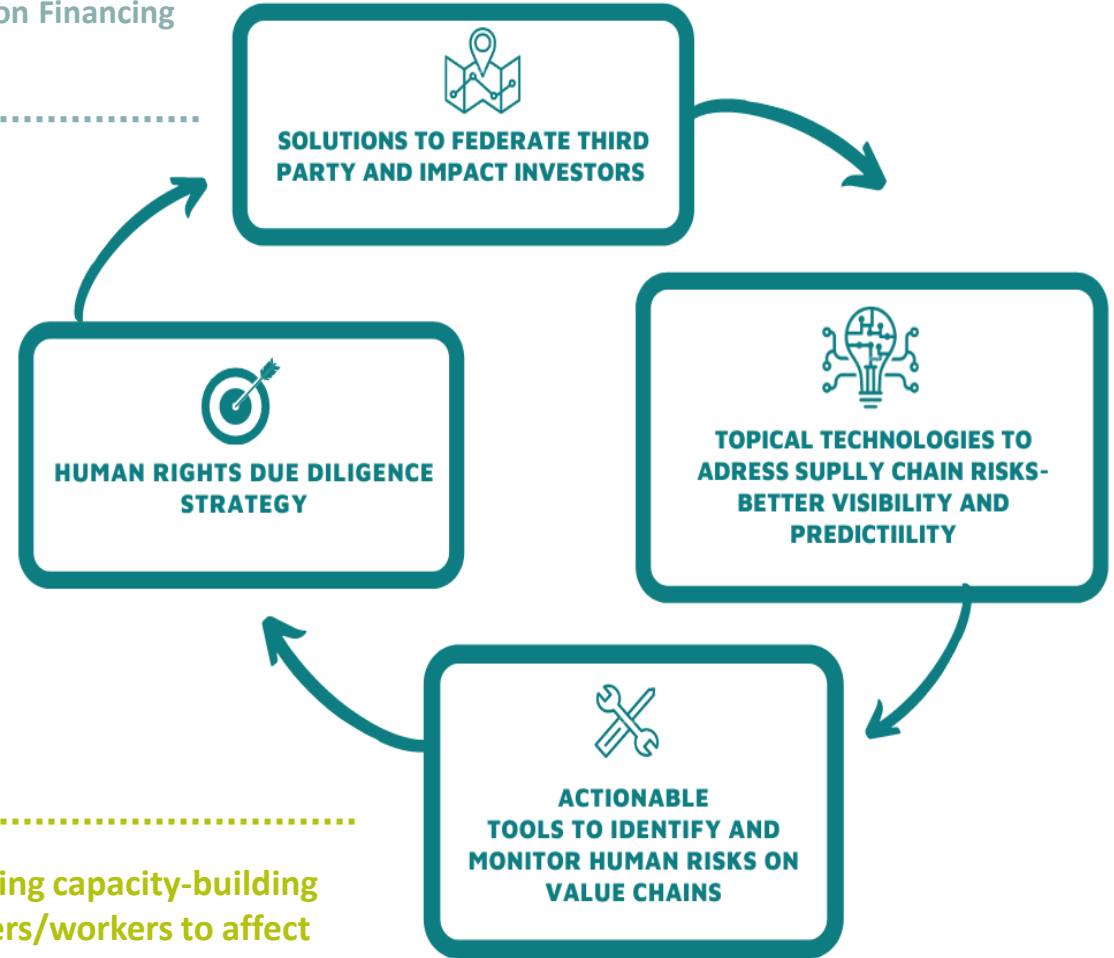 on Financing
SOLUTIONS TO FEDERATE THIRD
PARTY AND IMPACT INVESTORS
TOPICAL TECHNOLOGIES TO
ADRESS SUPLLY CHAIN RISKS-
BETTER VISIBILITY AND
PREDICTIILITY
HUMAN RIGHTS DUE DILIGENCE
STRATEGY
ACTIONABLE
TOOLS TO IDENTIFY AND
MONITOR HUMAN RISKS ON
VALUE CHAINS
ing capacity-building
ers/workers to affect